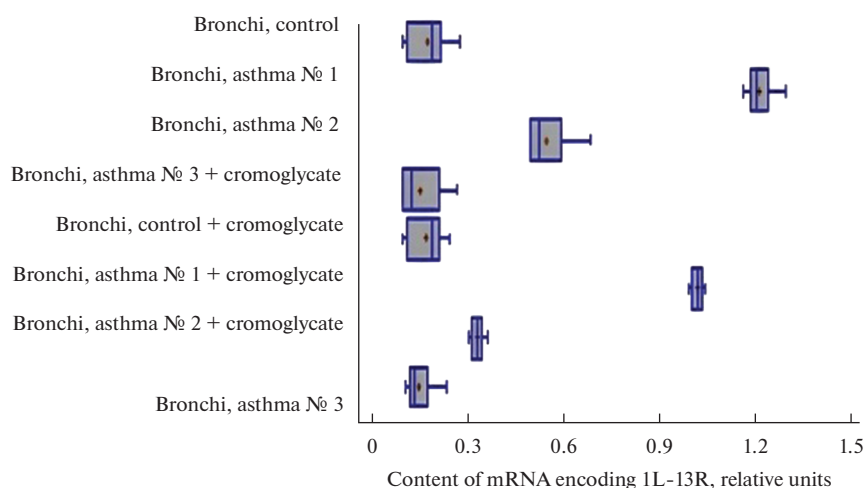 Bronchi, control
Bronchi, asthma № 1
Bronchi, asthma № 2
Bronchi, asthma № 3 + cromoglycate
Bronchi, control + cromoglycate
Bronchi, asthma № 1 + cromoglycate
Bronchi, asthma № 2 + cromoglycate
Bronchi, asthma № 3
0 0.3 0.6 0.9 1.2 1.5
Content of mRNA encoding 1L-13R, relative units